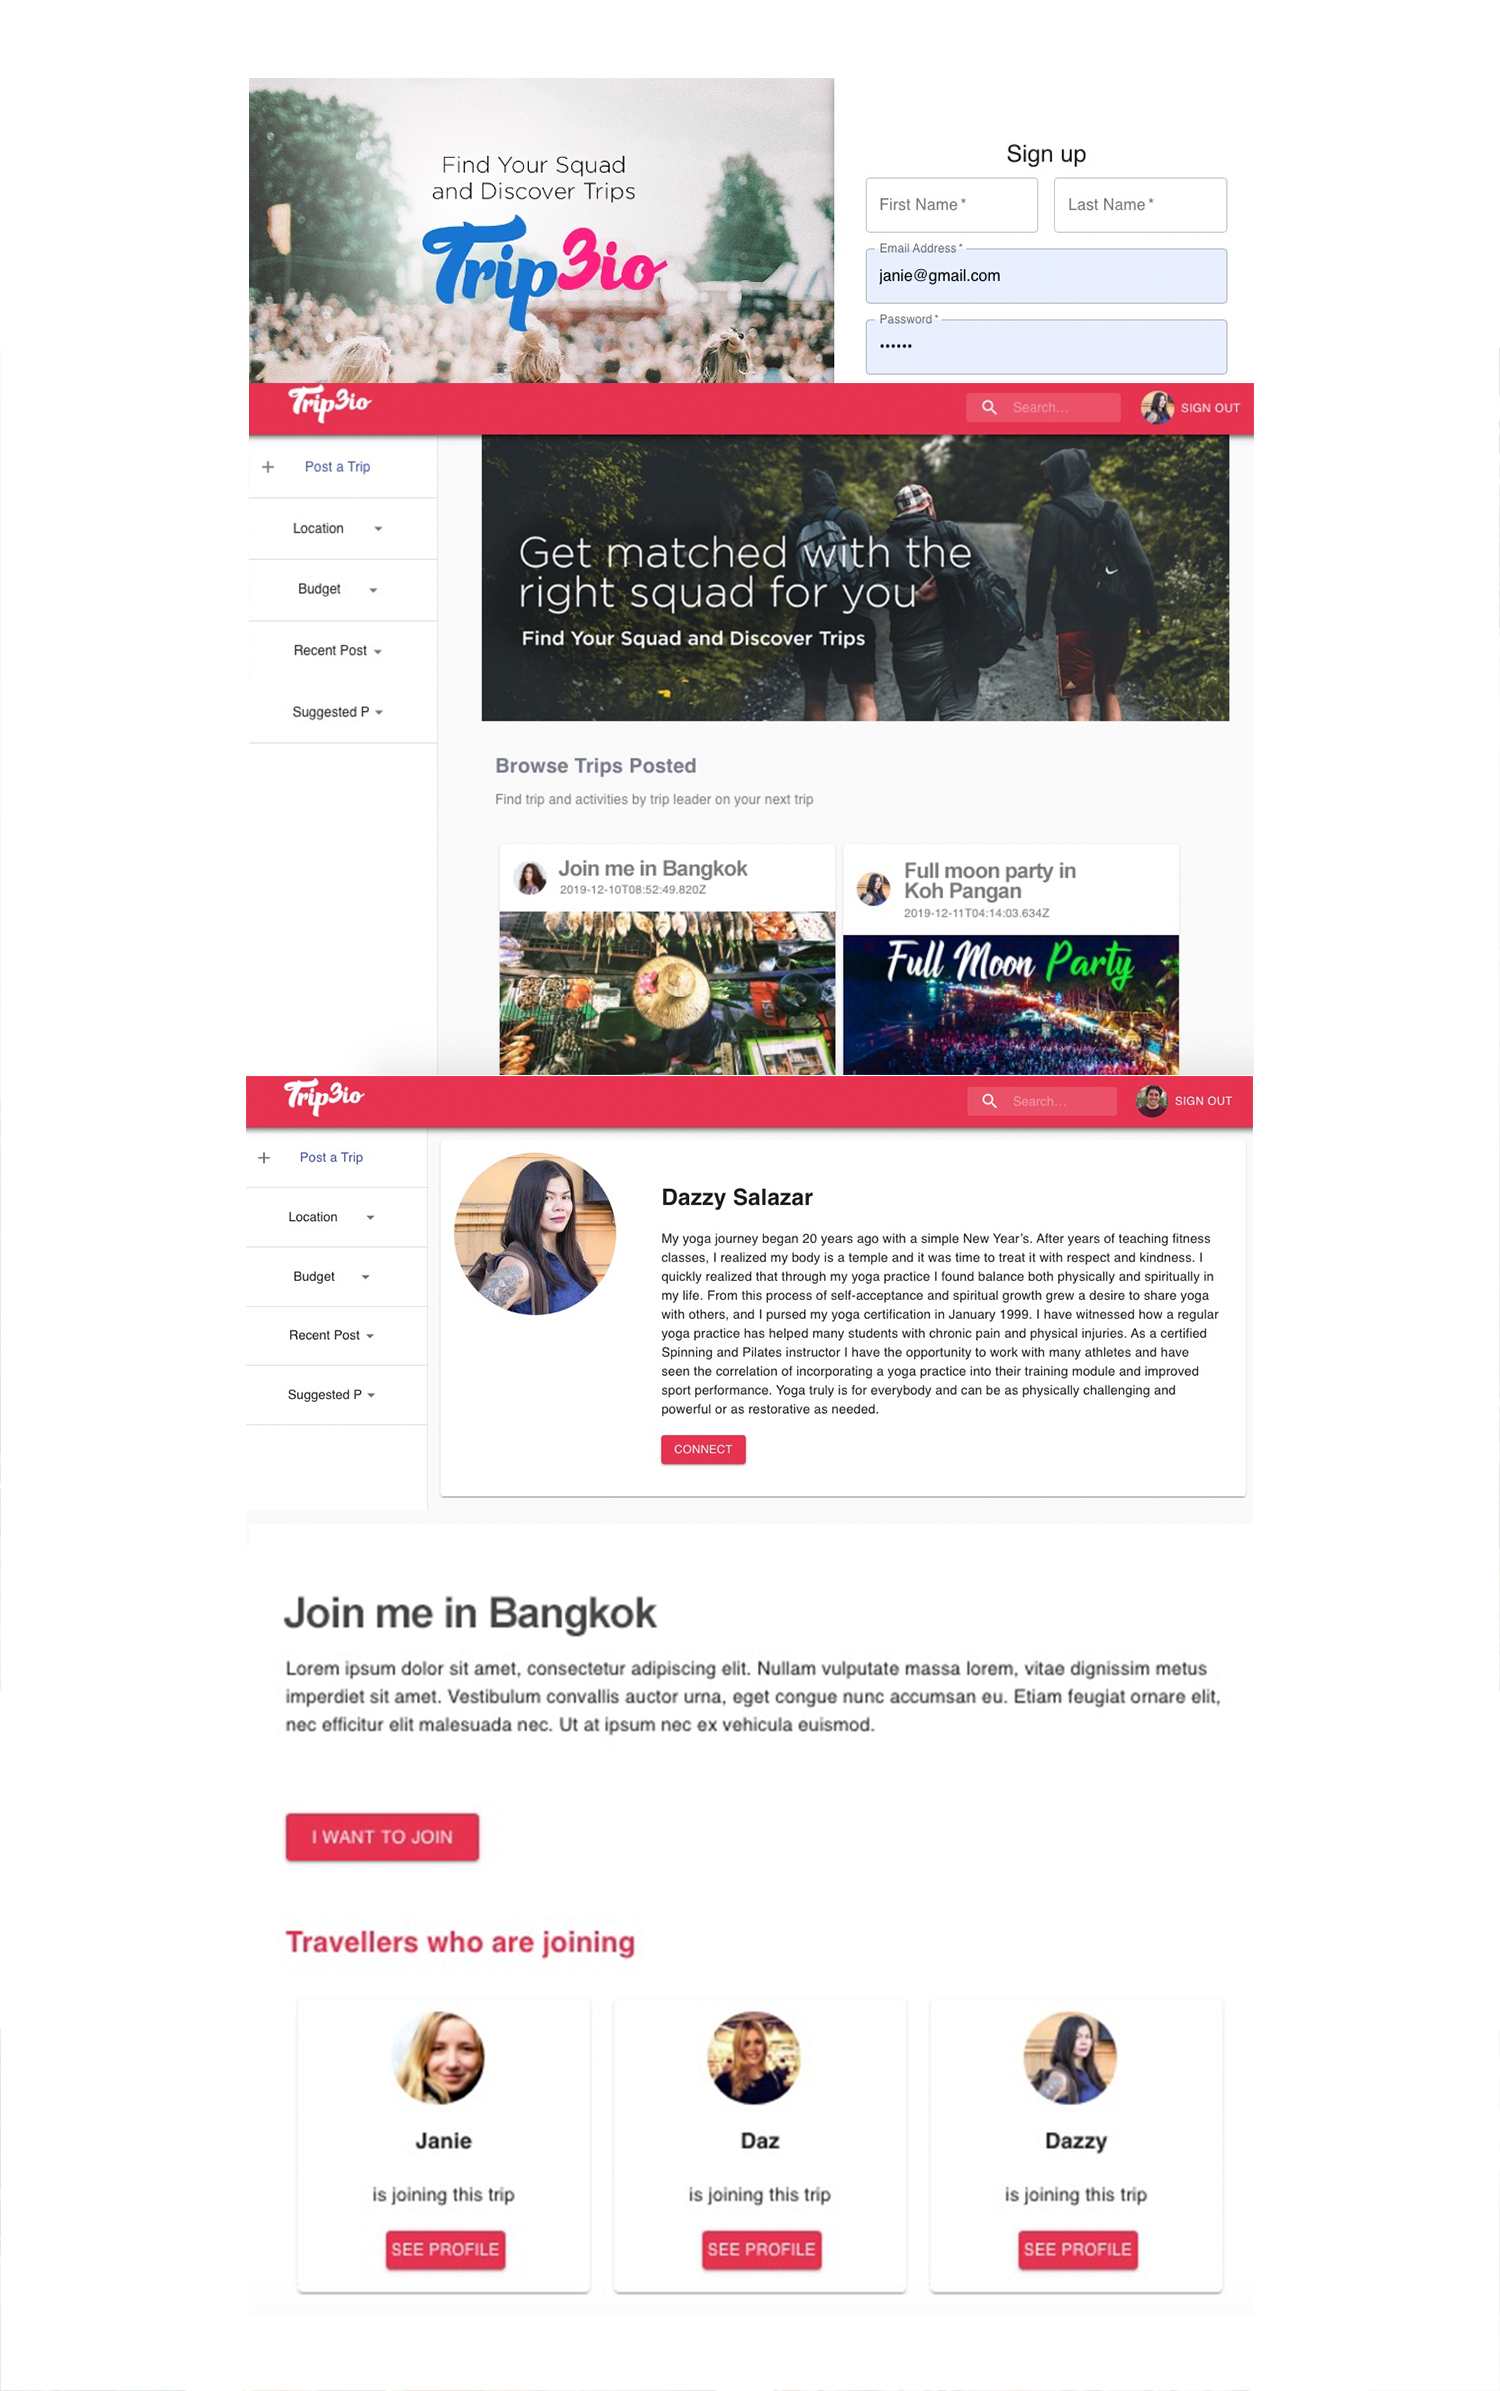 Find Your Squad
and Discover Trips
Trip3io
Sign up
First Name *
Last Name *
Email Address *
janie@gmail.com
Password *
••••••
Trip3io
Search...
SIGN OUT
+ Post a Trip
Location
Budget
Recent Post
Suggested P
Get matched with the
right squad for you
Find Your Squad and Discover Trips
Browse Trips Posted
Find trip and activities by trip leader on your next trip
Join me in Bangkok
2019-12-10T08:52:49.820Z
Full moon party in
Koh Pangan
2019-12-11T04:14:03.634Z
Full Moon Party
Trip3io
Search...
SIGN OUT
+ Post a Trip
Location
Budget
Recent Post
Suggested P
Dazzy Salazar
My yoga journey began 20 years ago with a simple New Year's. After years of teaching fitness
classes, I realized my body is a temple and it was time to treat it with respect and kindness. I
quickly realized that through my yoga practice I found balance both physically and spiritually in
my life. From this process of self-acceptance and spiritual growth grew a desire to share yoga
with others, and I pursed my yoga certification in January 1999. I have witnessed how a regular
yoga practice has helped many students with chronic pain and physical injuries. As a certified
Spinning and Pilates instructor I have the opportunity to work with many athletes and have
seen the correlation of incorporating a yoga practice into their training module and improved
sport performance. Yoga truly is for everybody and can be as physically challenging and
powerful or as restorative as needed.
CONNECT
Join me in Bangkok
Lorem ipsum dolor sit amet, consectetur adipiscing elit. Nullam vulputate massa lorem, vitae dignissim metus
imperdiet sit amet. Vestibulum convallis auctor urna, eget congue nunc accumsan eu. Etiam feugiat ornare elit,
nec efficitur elit malesuada nec. Ut at ipsum nec ex vehicula euismod.
I WANT TO JOIN
Travellers who are joining
Janie
is joining this trip
SEE PROFILE
Daz
is joining this trip
SEE PROFILE
Dazzy
is joining this trip
SEE PROFILE